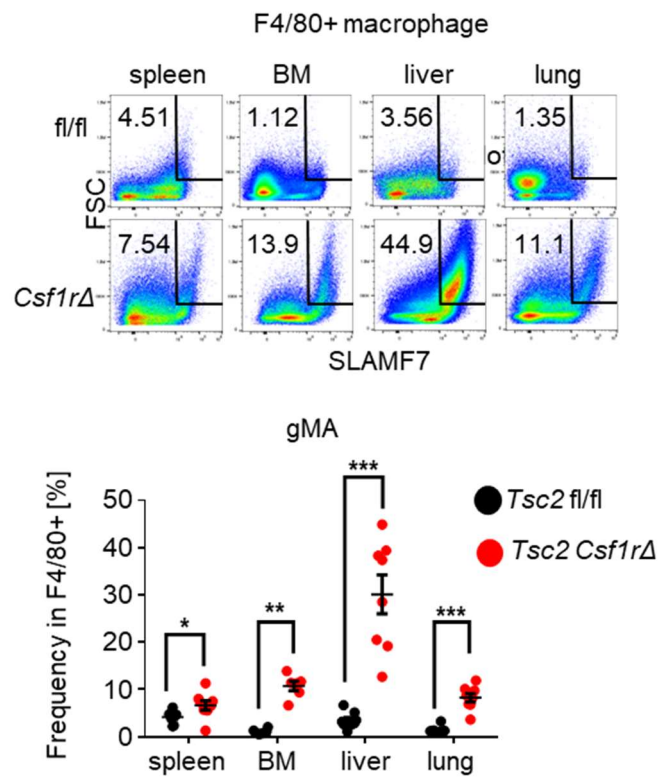 F4/80+ macrophage
spleen BM liver lung
fl/fl
4.51 1.12 3.56 1.35
FSC
7.54 13.9 44.9 11.1
Csf1rΔ
SLAMF7
gMA
Frequency in F4/80+ [%]
50
40
30
20
10
0
* ** *** ***
spleen BM liver lung
Tsc2 fl/fl
Tsc2 Csf1rΔ